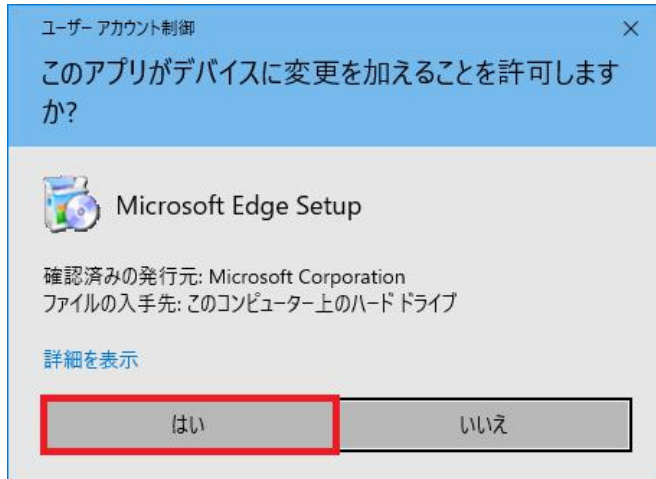 ユーザー アカウント制御
このアプリがデバイスに変更を加えることを許可します
か?
Microsoft Edge Setup
確認済みの発行元: Microsoft Corporation
ファイルの入手先: このコンピューター上のハード ドライブ
詳細を表示
はい
いいえ